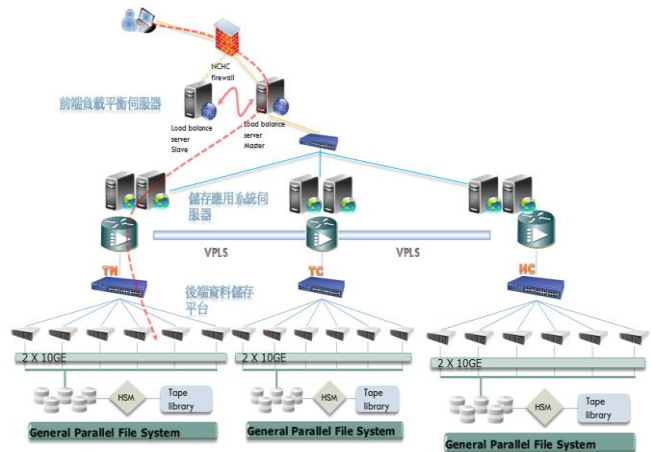 NCHC
firewall
前端負載平衡伺服器
Load balance
server
Slave
Load balance
server
Master
儲存應用系統伺服
器
VPLS
VPLS
TN
TC
HC
後端資料儲存
平台
2 X 10GE
2 X 10GE
2 X 10GE
HSM
Tape
library
HSM
Tape
library
HSM
Tape
library
General Parallel File System
General Parallel File System
General Parallel File System